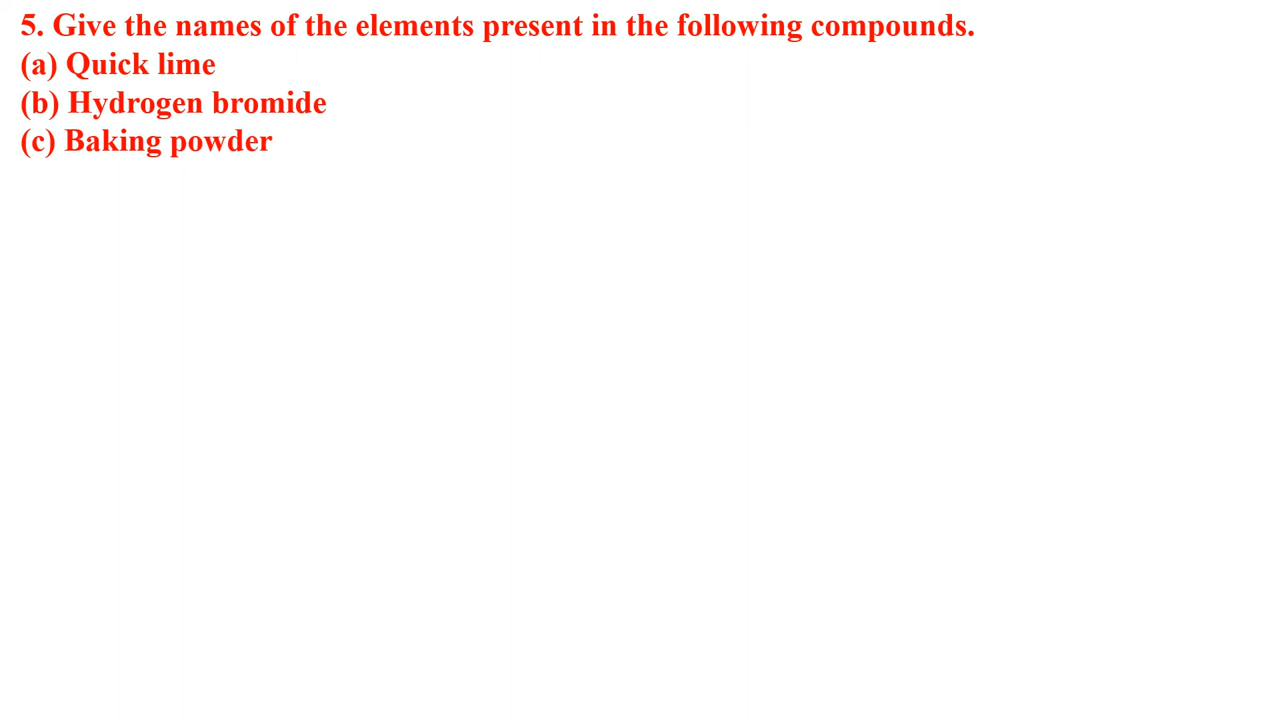 5. Give the names of the elements present in the following compounds.
(a) Quick lime
(b) Hydrogen bromide
(c) Baking powder